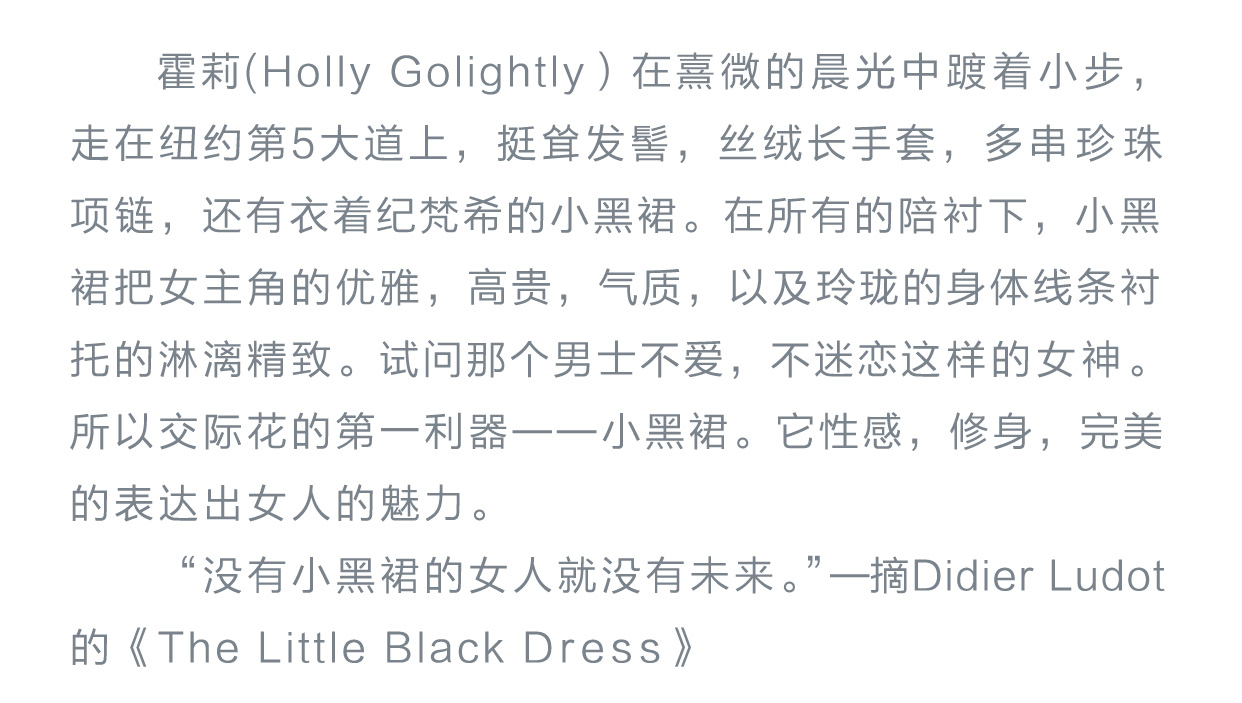 霍莉(Holly Golightly）在熹微的晨光中踱着小步，
走在纽约第5大道上，挺耸发髻，丝绒长手套，多串珍珠
项链，还有衣着纪梵希的小黑裙。在所有的陪衬下，小黑
裙把女主角的优雅，高贵，气质，以及玲珑的身体线条衬
托的淋漓精致。试问那个男士不爱，不迷恋这样的女神。
所以交际花的第一利器——小黑裙。它性感，修身，完美
的表达出女人的魅力。
“没有小黑裙的女人就没有未来。”—摘Didier Ludot
的《The Little Black Dress》